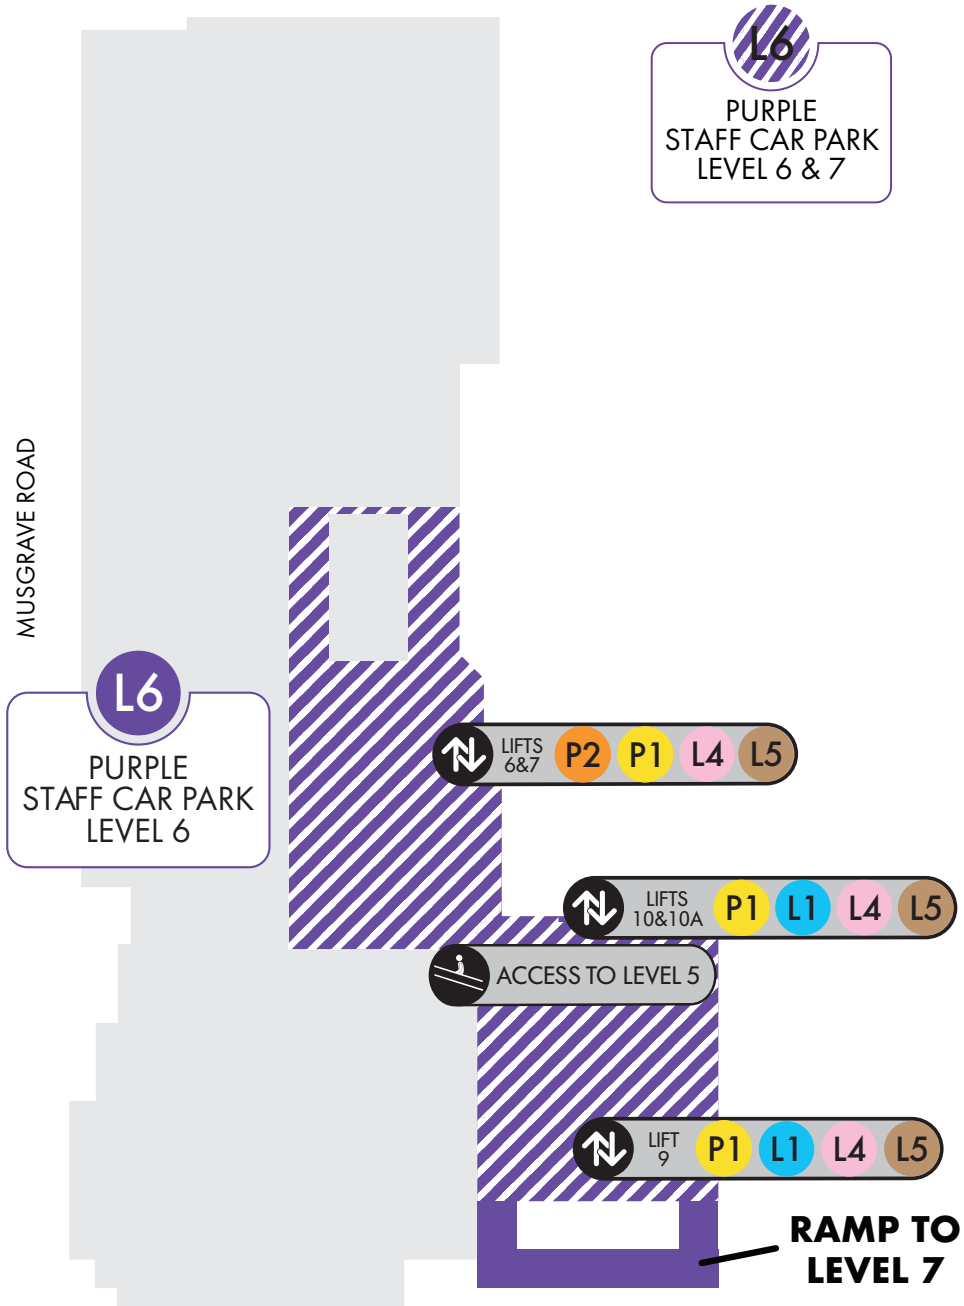 L6
PURPLE
STAFF CAR PARK
LEVEL 6 & 7
MUSGRAVE ROAD
L6
PURPLE
STAFF CAR PARK
LEVEL 6
LIFTS
6&7
P2 P1 L4 L5
LIFTS
10&10A
P1 L1 L4 L5
ACCESS TO LEVEL 5
LIFT
9
P1 L1 L4 L5
RAMP TO
LEVEL 7